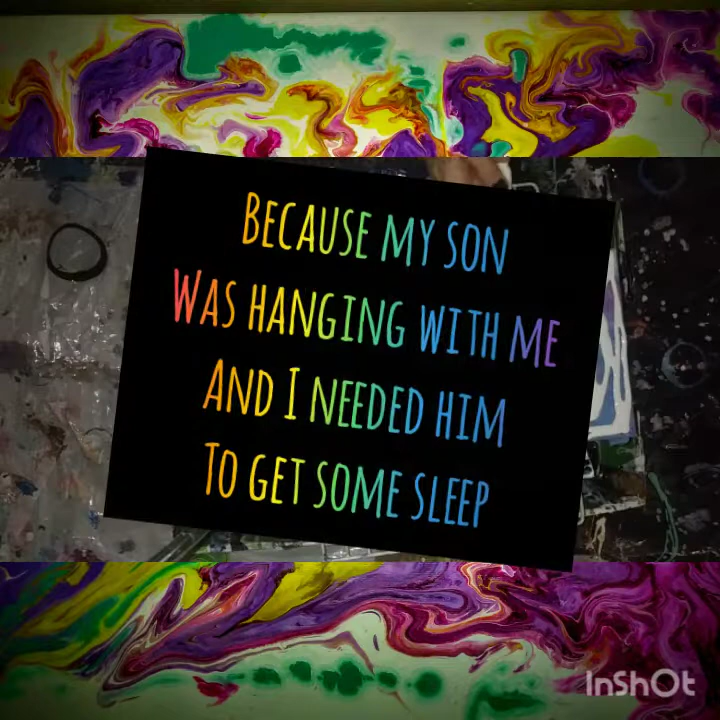 Because my son
Was hanging with me
And I needed him
To get some sleep
InShOt